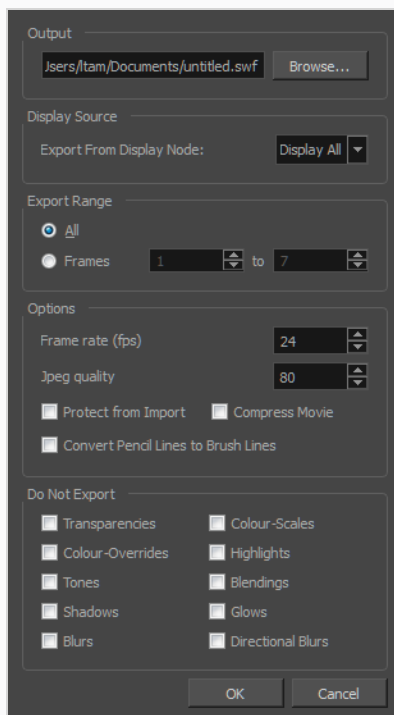 Output
Jsers/ltam/Documents/untitled.swf Browse...
Display Source
Export From Display Node: Display All
Export Range
All
Frames 1 to 7
Options
Frame rate (fps) 24
Jpeg quality 80
Protect from Import Compress Movie
Convert Pencil Lines to Brush Lines
Do Not Export
Transparencies Colour-Scales
Colour-Overrides Highlights
Tones Blendings
Shadows Glows
Blurs Directional Blurs
OK Cancel